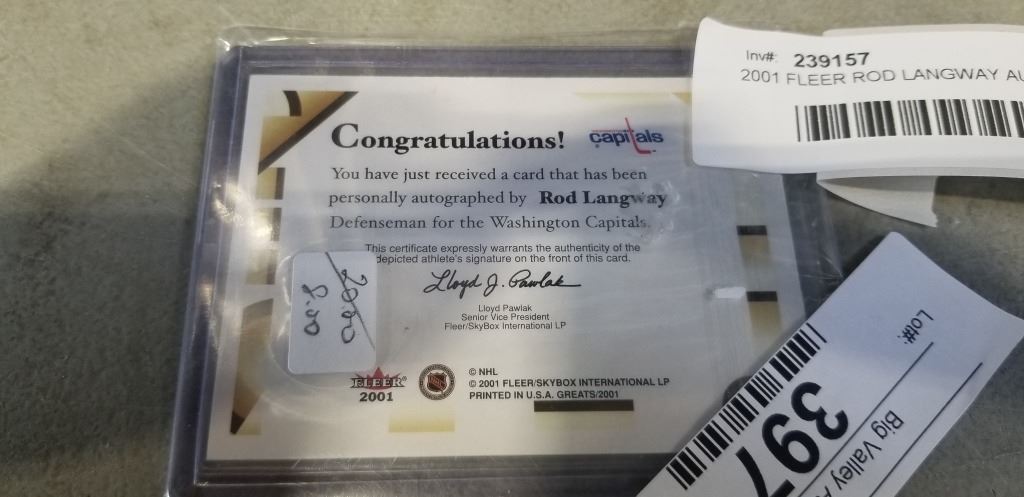 Inv#: 239157
2001 FLEER ROD LANGWAY
Congratulations!
capitals
You have just received a card that has been
personally autographed by Rod Langway
Defenseman for the Washington Capitals.
This certificate expressly warrants the authenticity of the
depicted athlete's signature on the front of this card.
Lloyd J. Pawlak
Lloyd Pawlak
Senior Vice President
Fleer/SkyBox International LP
FLEER®
2001
NHL
© NHL
© 2001 FLEER/SKYBOX INTERNATIONAL LP
PRINTED IN U.S.A. GREATS/2001
Lot#:
397
Big Valley